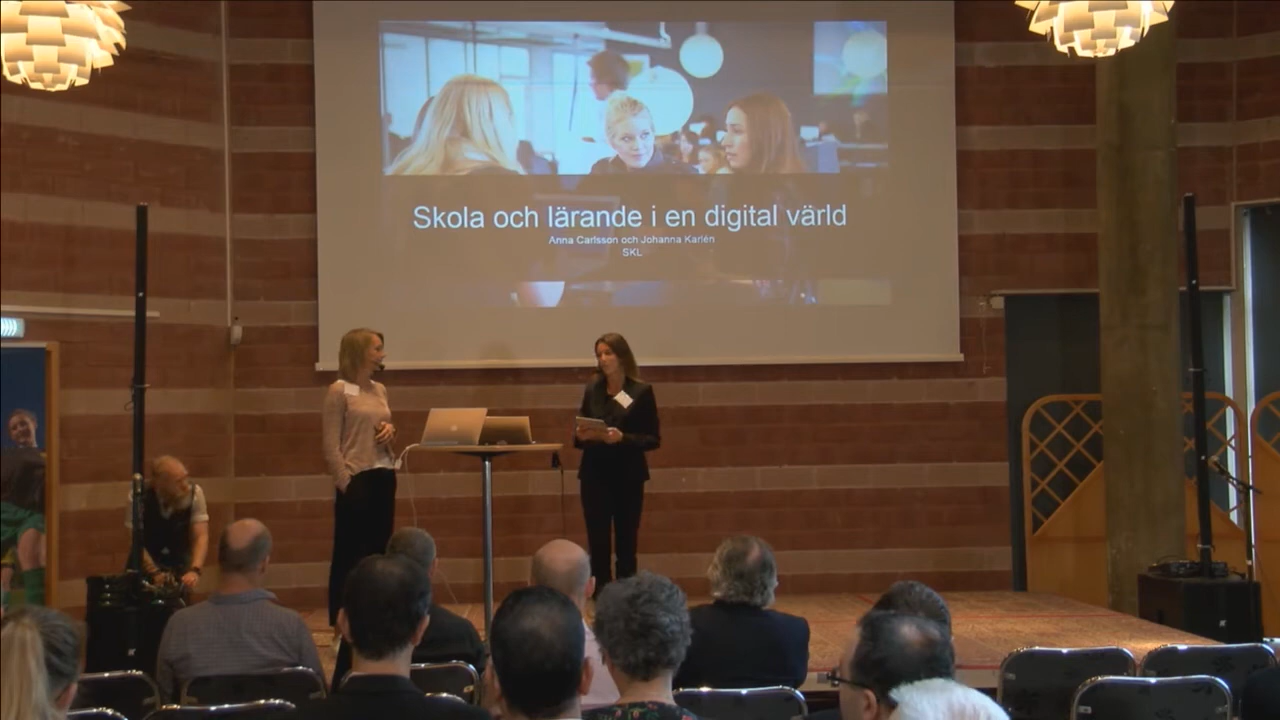 Skola och lärande i en digital värld
Anna Carlsson och Johanna Karlén
SKL